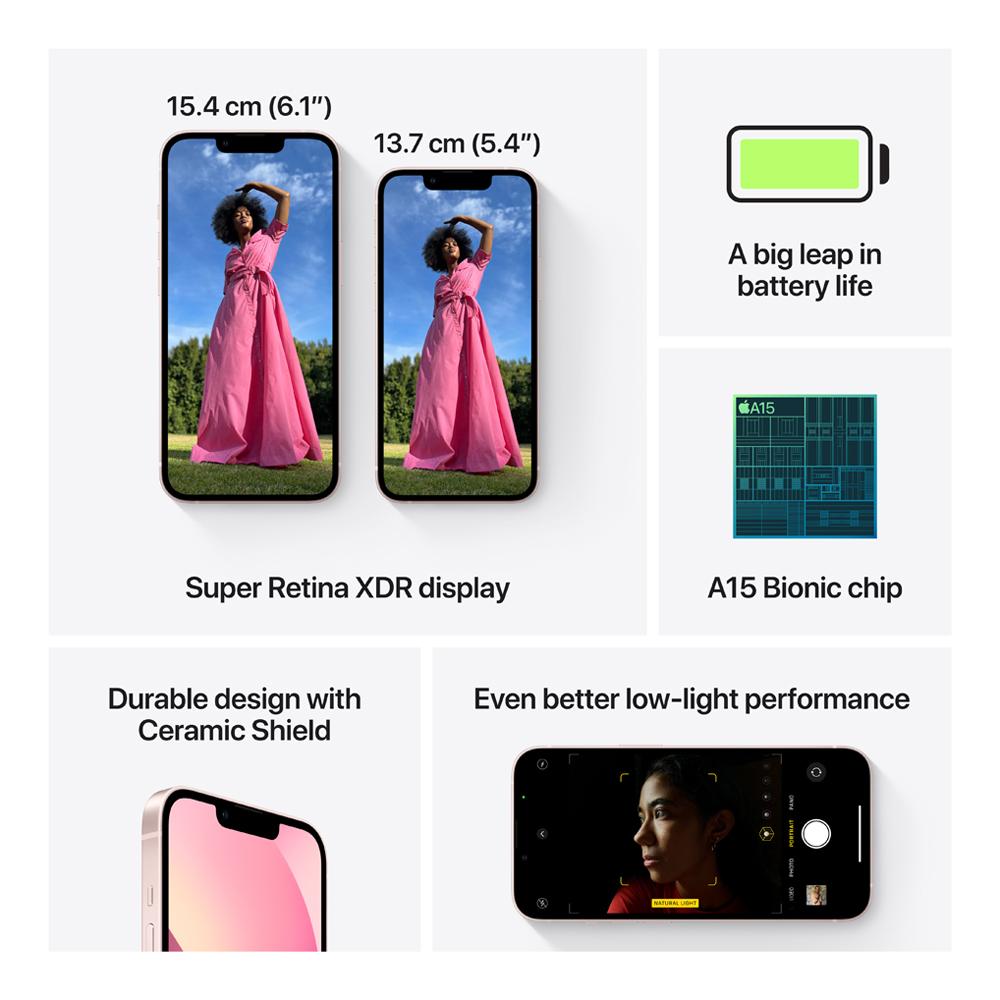 15.4 cm (6.1”)
13.7 cm (5.4”)
Super Retina XDR display
A big leap in
battery life
A15
A15 Bionic chip
Durable design with
Ceramic Shield
Even better low-light performance
PANO
PORTRAIT
PHOTO
NATURAL LIGHT